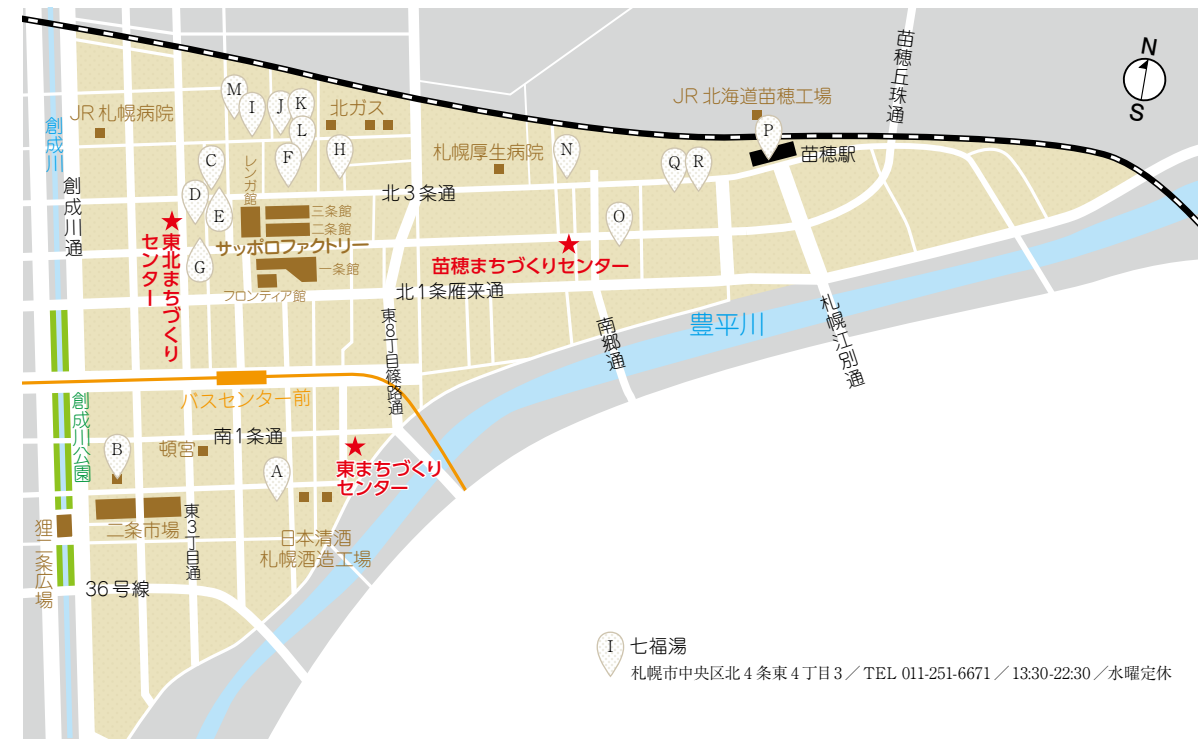 N
S
苗穂丘珠通
JR 北海道苗穂工場
P
苗穂駅
M
I
J
K
L
北ガス
JR 札幌病院
創成川
創成川通
C
F
H
レンガ館
札幌厚生病院
N
Q
R
D
E
北3条通
三条館
二条館
サッポロファクトリー
O
東北まちづくり
センター
G
一条館
フロンティア館
苗穂まちづくりセンター
北1条雁来通
東8丁目篠路通
南郷通
豊平川
札幌江別通
バスセンター前
創成川公園
B
頓宮
南1条通
A
東まちづくり
センター
二条市場
東3丁目通
日本清酒
札幌酒造工場
狸二条広場
36号線
I
七福湯
札幌市中央区北4条東4丁目3／TEL 011-251-6671／13:30-22:30／水曜定休